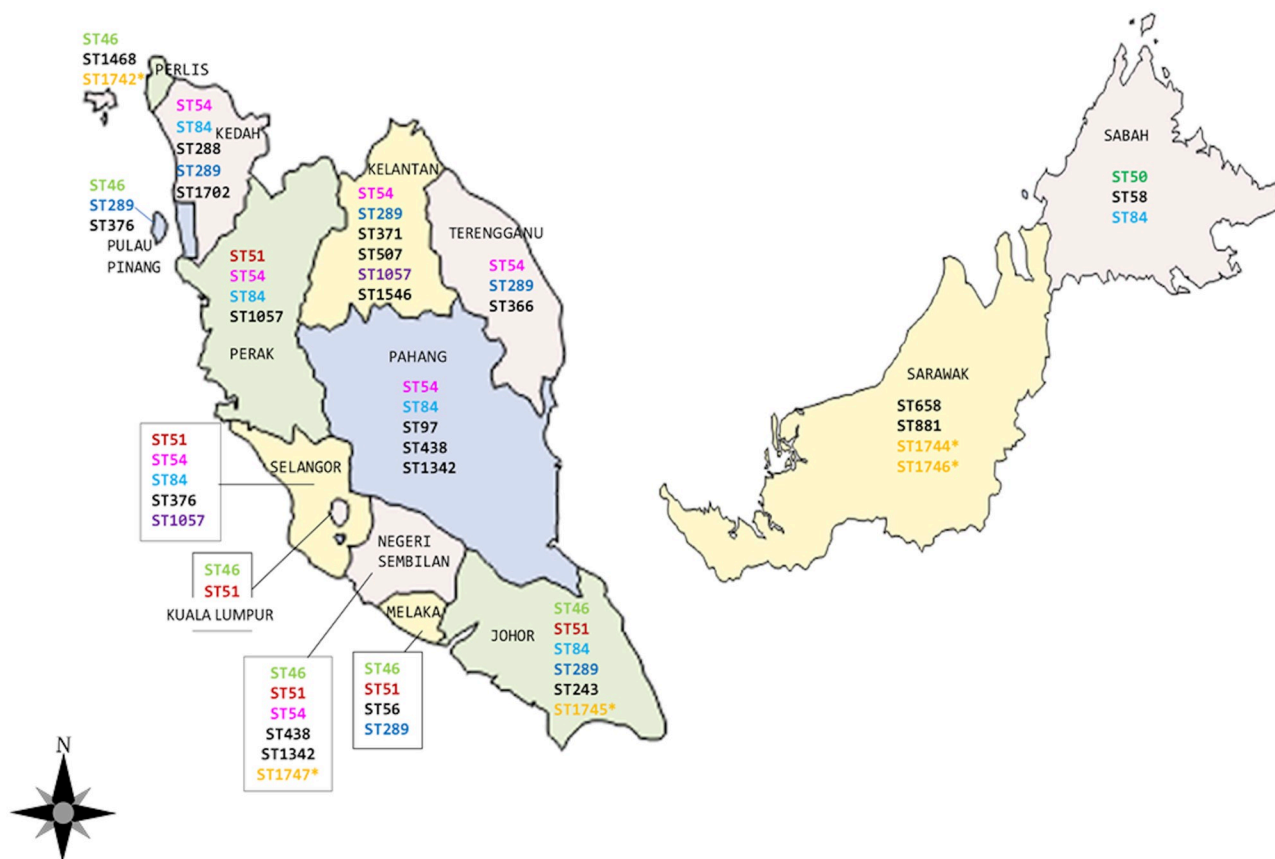 ST46
ST1468
ST1742*
PERLIS
ST54
ST84
KEDAH
ST288
ST289
ST1702
ST46
ST289
ST376
PULAU
PINANG
KELANTAN
ST54
ST289
ST371
ST507
ST1057
ST1546
TERENGGANU
ST54
ST289
ST366
ST51
ST54
ST84
ST1057
PERAK
PAHANG
ST54
ST84
ST97
ST438
ST1342
ST51
ST54
ST84
ST376
ST1057
SELANGOR
ST46
ST51
KUALA LUMPUR
NEGERI
SEMBILAN
MELAKA
ST46
ST51
ST54
ST438
ST1342
ST1747*
ST46
ST51
ST56
ST289
JOHOR
ST46
ST51
ST84
ST289
ST243
ST1745*
SABAH
ST50
ST58
ST84
SARAWAK
ST658
ST881
ST1744*
ST1746*
N